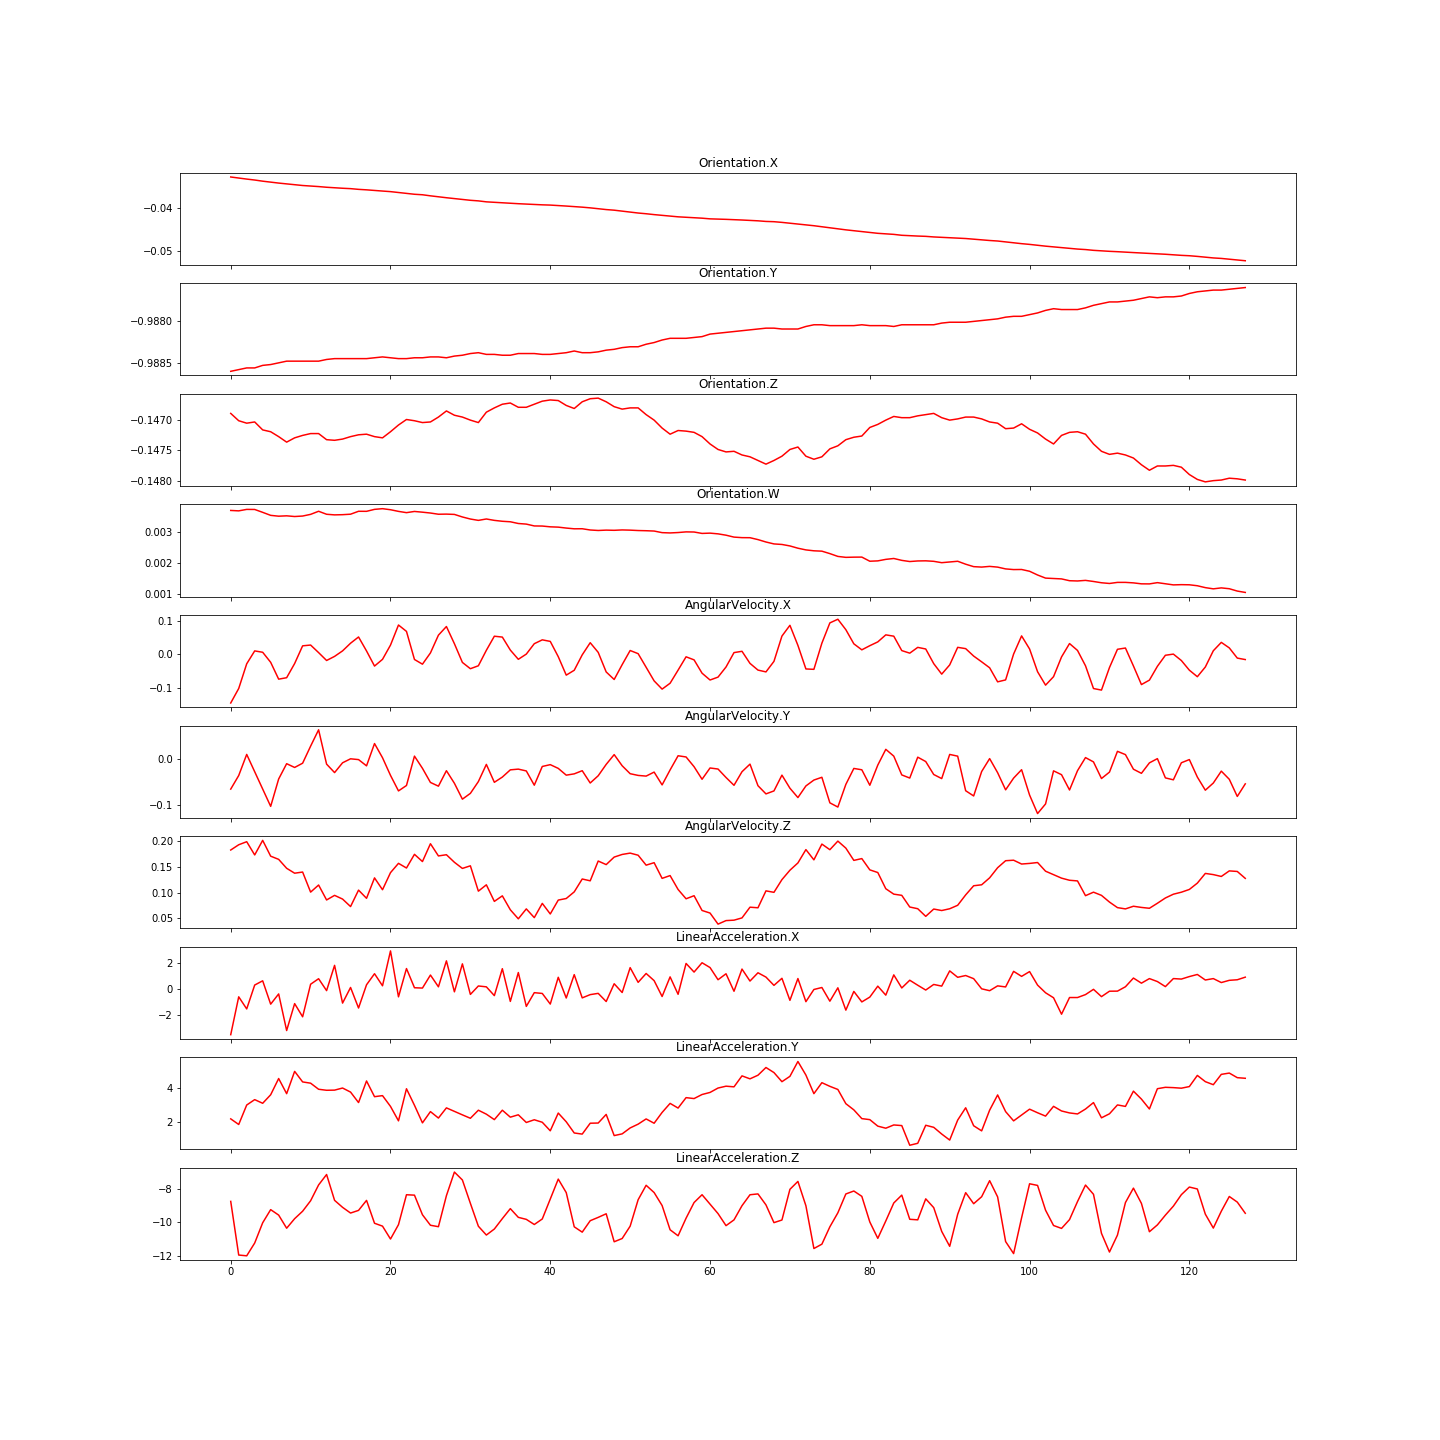 Orientation.X
−0.04
−0.05
Orientation.Y
−0.9880
−0.9885
Orientation.Z
−0.1470
−0.1475
−0.1480
Orientation.W
0.003
0.002
0.001
AngularVelocity.X
0.1
0.0
−0.1
AngularVelocity.Y
0.0
−0.1
AngularVelocity.Z
0.20
0.15
0.10
0.05
LinearAcceleration.X
2
0
−2
LinearAcceleration.Y
4
2
LinearAcceleration.Z
−8
−10
−12
0 20 40 60 80 100 120